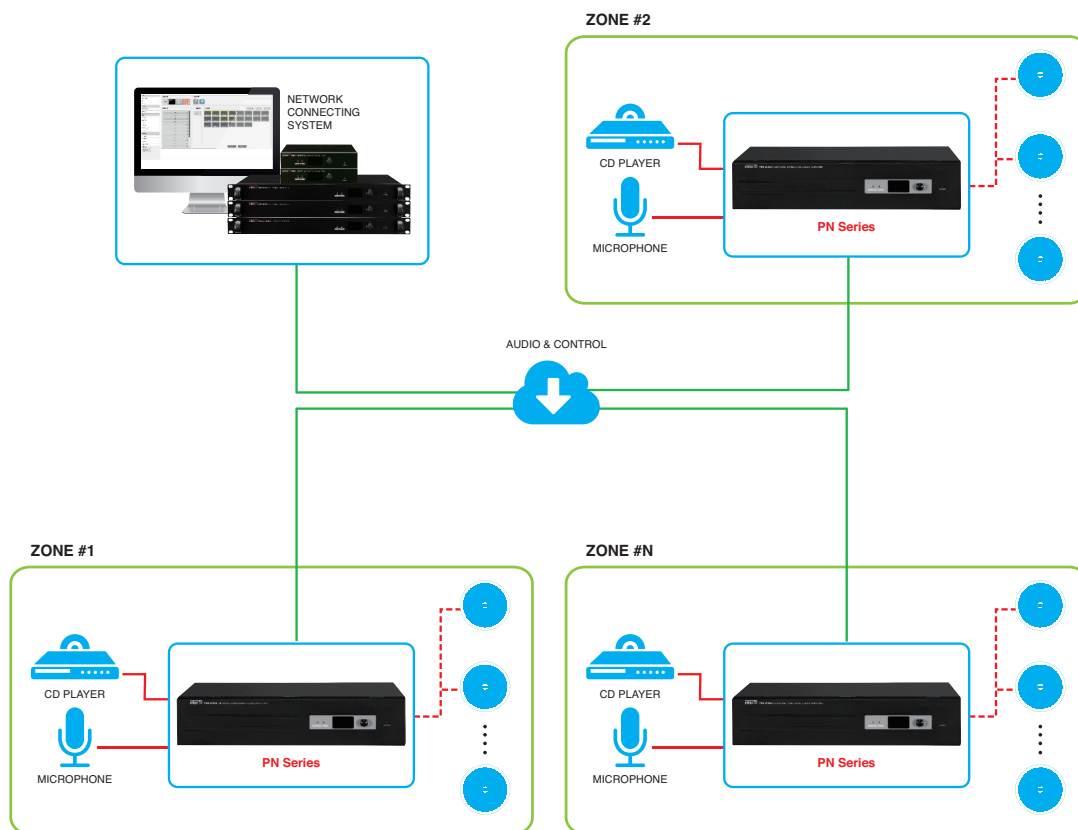 ZONE #2
NETWORK
CONNECTING
SYSTEM
CD PLAYER
MICROPHONE
PN Series
AUDIO & CONTROL
ZONE #1
CD PLAYER
MICROPHONE
PN Series
ZONE #N
CD PLAYER
MICROPHONE
PN Series